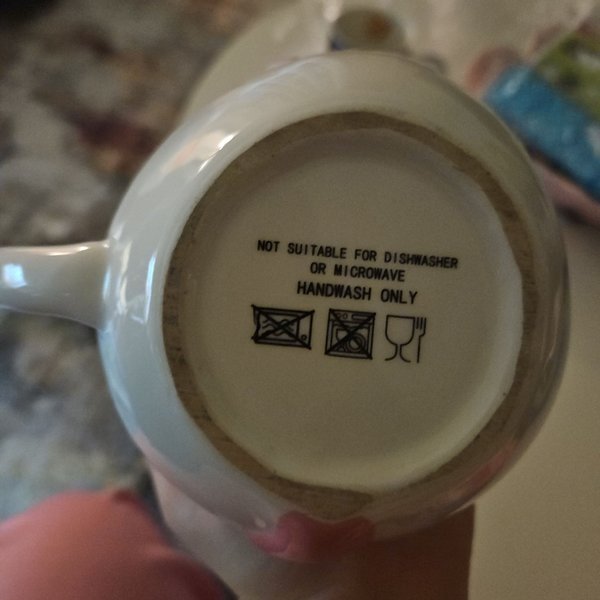 NOT SUITABLE FOR DISHWASHER
OR MICROWAVE
HANDWASH ONLY